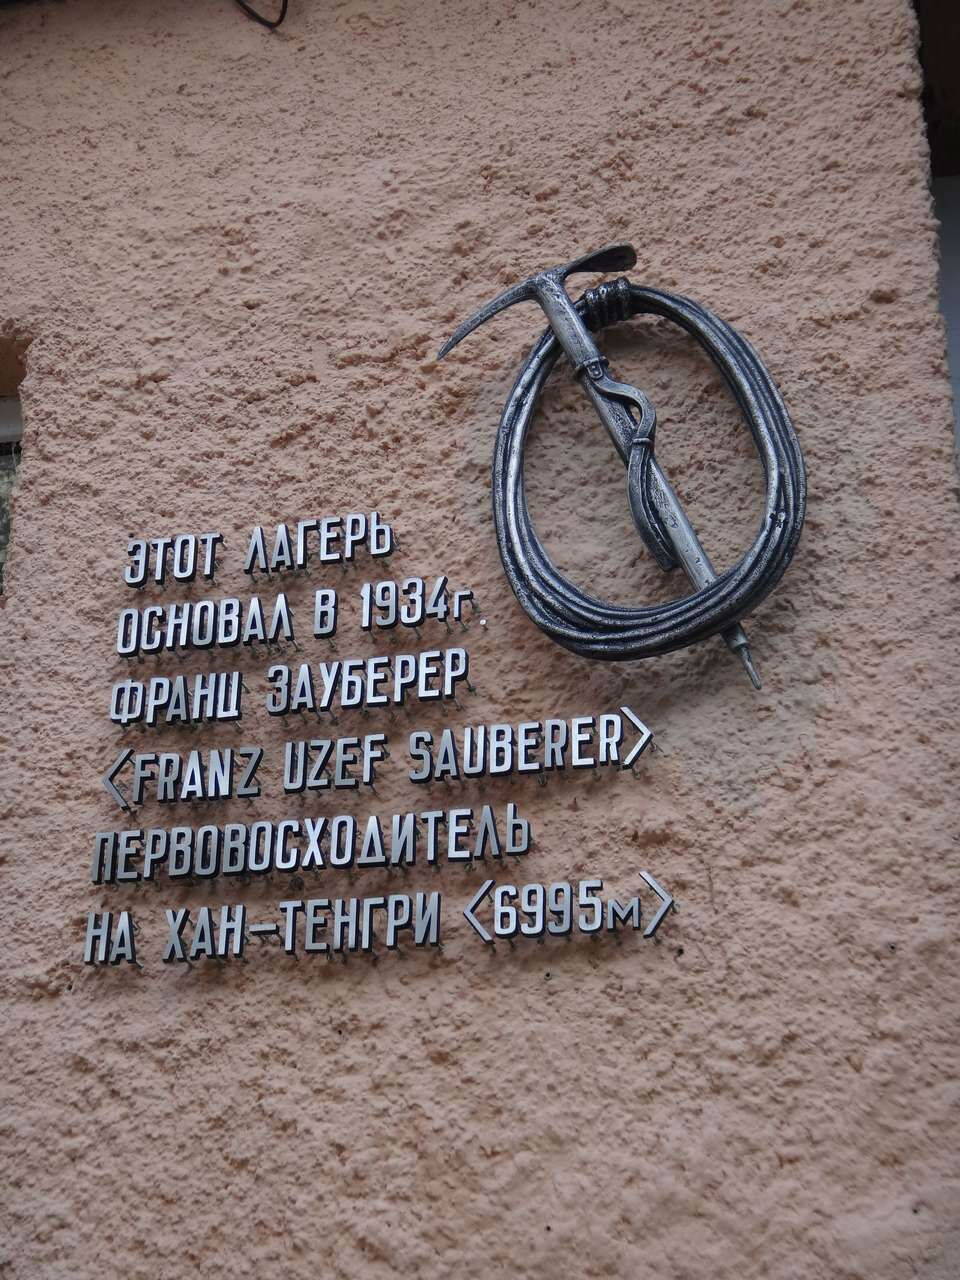 ЭТОТ ЛАГЕРЬ
ОСНОВАЛ В 1934г.
ФРАНЦ ЗАУБЕРЕР
<FRANZ UZEF SAUBERER>
ПЕРВОВОСХОДИТЕЛЬ
НА ХАН-ТЕНГРИ <6995м>